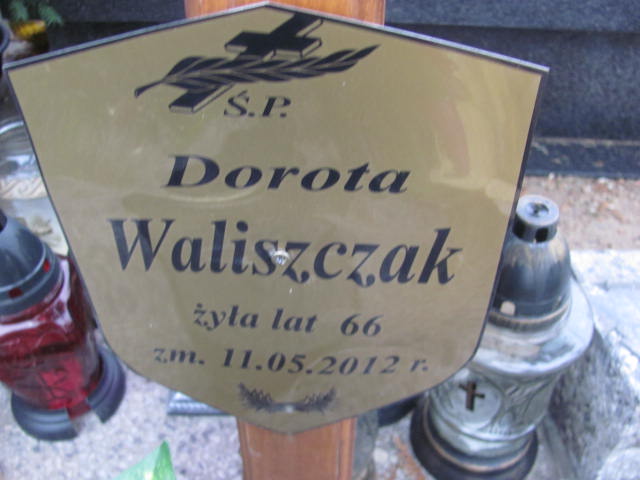 Ś.P.
Dorota
Waliszczak
żyła lat 66
zm. 11.05.2012 r.